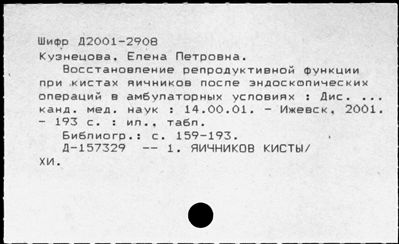 Шифр Д2001-2908
Кузнецова, Елена Петровна.
Восстановление репродуктивной функции
при кистах яичников после эндоскопических
операций в амбулаторных условиях : Дис. ...
канд. мед. наук : 14.00.01. - Ижевск, 2001.
- 193 с. : ил., табл.
Библиогр.: с. 159-193.
Д-157329 -- 1. ЯИЧНИКОВ КИСТЫ/
ХИ.